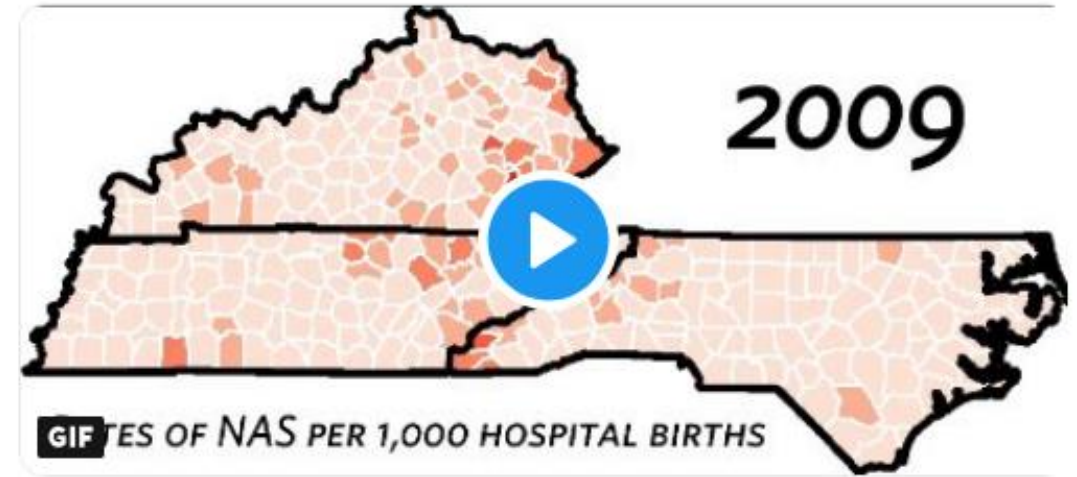 2009
GIF TES OF NAS PER 1,000 HOSPITAL BIRTHS